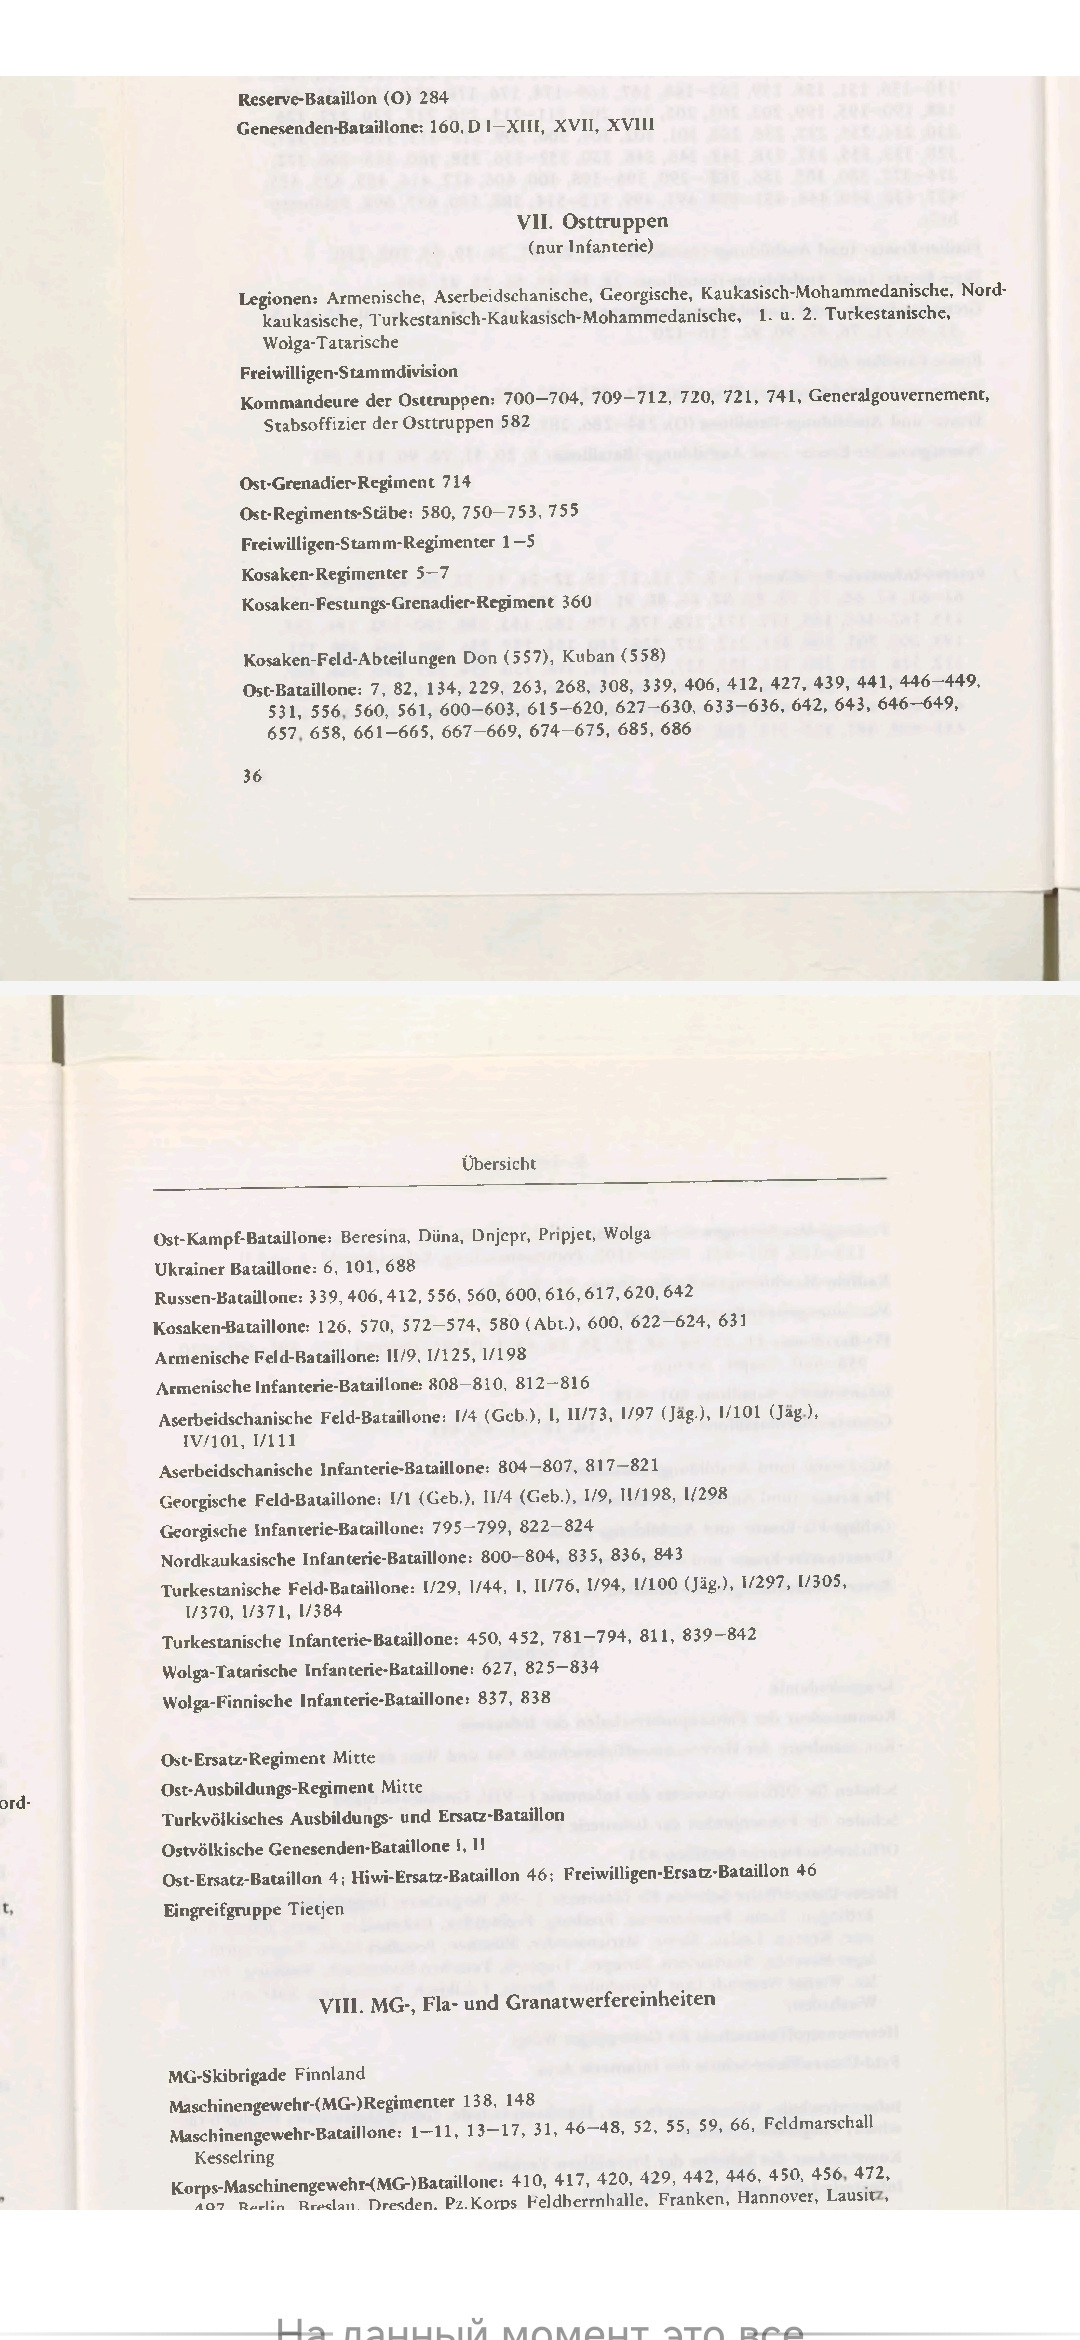 Reserve-Bataillon (O) 284
Genesenden-Bataillone: 160, D I—XIII, XVII, XVIII
VII. Osttruppen
(nur Infanterie)
Legionen: Armenische, Aserbeidschanische, Georgische, Kaukasisch-Mohammedanische, Nord-
kaukasische, Turkestanisch-Kaukasisch-Mohammedanische, 1. u. 2. Turkestanische,
Wolga-Tatarische
Freiwilligen-Stammdivision
Kommandeure der Osttruppen: 700—704, 709—712, 720, 721, 741, Generalgouvernement,
Stabsoffizier der Osttruppen 582
Ost-Grenadier-Regiment 714
Ost-Regiments-Stäbe: 580, 750—753, 755
Freiwilligen-Stamm-Regimenter 1—5
Kosaken-Regimenter 5—7
Kosaken-Festungs-Grenadier-Regiment 360
Kosaken-Feld-Abteilungen Don (557), Kuban (558)
Ost-Bataillone: 7, 82, 134, 229, 263, 268, 308, 339, 406, 412, 427, 439, 441, 446—449,
531, 556, 560, 561, 600—603, 615—620, 627—630, 633—636, 642, 643, 646—649,
657, 658, 661—665, 667—669, 674—675, 685, 686
36
Übersicht
Ost-Kampf-Bataillone: Beresina, Düna, Dnjepr, Pripjet, Wolga
Ukrainer Bataillone: 6, 101, 688
Russen-Bataillone: 339, 406, 412, 556, 560, 600, 616, 617, 620, 642
Kosaken-Bataillone: 126, 570, 572—574, 580 (Abt.), 600, 622—624, 631
Armenische Feld-Bataillone: II/9, I/125, I/198
Armenische Infanterie-Bataillone: 808—810, 812—816
Aserbeidschanische Feld-Bataillone: I/4 (Geb.), I, II/73, I/97 (Jäg.), I/101 (Jäg.),
IV/101, I/111
Aserbeidschanische Infanterie-Bataillone: 804—807, 817—821
Georgische Feld-Bataillone: I/1 (Geb.), II/4 (Geb.), I/9, II/198, I/298
Georgische Infanterie-Bataillone: 795—799, 822—824
Nordkaukasische Infanterie-Bataillone: 800—804, 835, 836, 843
Turkestanische Feld-Bataillone: I/29, I/44, I, II/76, I/94, I/100 (Jäg.), I/297, I/305,
I/370, I/371, I/384
Turkestanische Infanterie-Bataillone: 450, 452, 781—794, 811, 839—842
Wolga-Tatarische Infanterie-Bataillone: 627, 825—834
Wolga-Finnische Infanterie-Bataillone: 837, 838
Ost-Ersatz-Regiment Mitte
Ost-Ausbildungs-Regiment Mitte
ord-
Turkvölkisches Ausbildungs- und Ersatz-Bataillon
Ostvölkische Genesenden-Bataillone I, II
Ost-Ersatz-Bataillon 4; Hiwi-Ersatz-Bataillon 46; Freiwilligen-Ersatz-Bataillon 46
t,
Eingreifgruppe Tietjen
VIII. MG-, Fla- und Granatwerfereinheiten
MG-Skibrigade Finnland
Maschinengewehr-(MG-)Regimenter 138, 148
Maschinengewehr-Bataillone: 1—11, 13—17, 31, 46—48, 52, 55, 59, 66, Feldmarschall
Kesselring
Korps-Maschinengewehr-(MG-)Bataillone: 410, 417, 420, 429, 442, 446, 450, 456, 472,
497, Berlin, Breslau, Dresden, Pz.Korps Feldherrnhalle, Franken, Hannover, Lausitz,
На данный момент это все